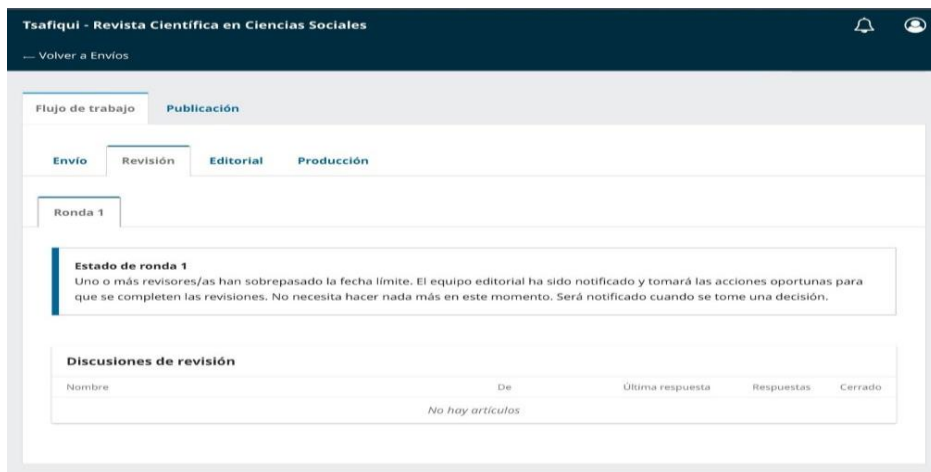 Tsafiqui - Revista Científica en Ciencias Sociales
← Volver a Envíos
Flujo de trabajo Publicación
Envío Revisión Editorial Producción
Ronda 1
Estado de ronda 1
Uno o más revisores/as han sobrepasado la fecha límite. El equipo editorial ha sido notificado y tomará las acciones oportunas para
que se completen las revisiones. No necesita hacer nada más en este momento. Será notificado cuando se tome una decisión.
Discusiones de revisión
Nombre De Última respuesta Respuestas Cerrado
No hay artículos